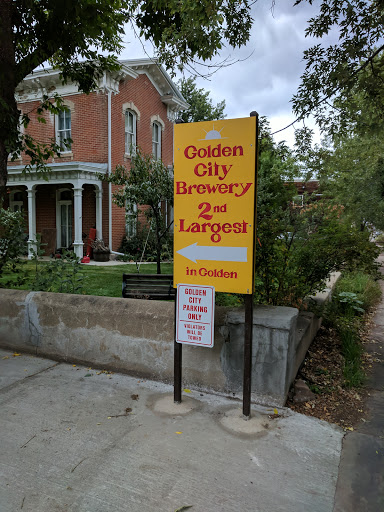 Golden
City
Brewery
2nd
Largest
in Golden
GOLDEN CITY
PARKING
ONLY
VIOLATORS
WILL BE
TOWED